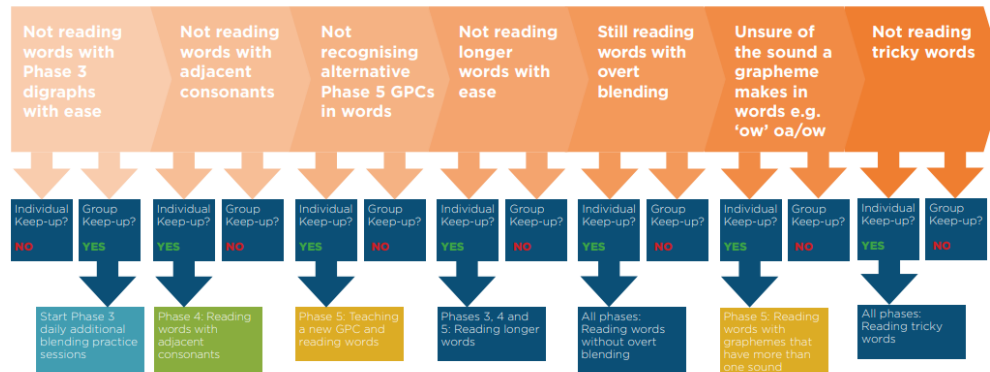 Not reading
words with
Phase 3
digraphs
with ease
Not reading
words with
adjacent
consonants
Not
recognising
alternative
Phase 5 GPCs
in words
Not reading
longer
words with
ease
Still reading
words with
overt
blending
Unsure of
the sound a
grapheme
makes in
words e.g.
‘ow’ oa/ow
Not reading
tricky words
Individual
Keep-up?
NO
Group
Keep-up?
YES
Individual
Keep-up?
YES
Group
Keep-up?
NO
Individual
Keep-up?
YES
Group
Keep-up?
NO
Individual
Keep-up?
YES
Group
Keep-up?
NO
Individual
Keep-up?
YES
Group
Keep-up?
NO
Individual
Keep-up?
YES
Group
Keep-up?
NO
Individual
Keep-up?
YES
Group
Keep-up?
NO
Start Phase 3
daily additional
blending practice
sessions
Phase 4: Reading
words with
adjacent
consonants
Phase 5: Teaching
a new GPC and
reading words
Phases 3, 4 and
5: Reading longer
words
All phases:
Reading words
without overt
blending
Phase 5: Reading
words with
graphemes that
have more than
one sound
All phases:
Reading tricky
words